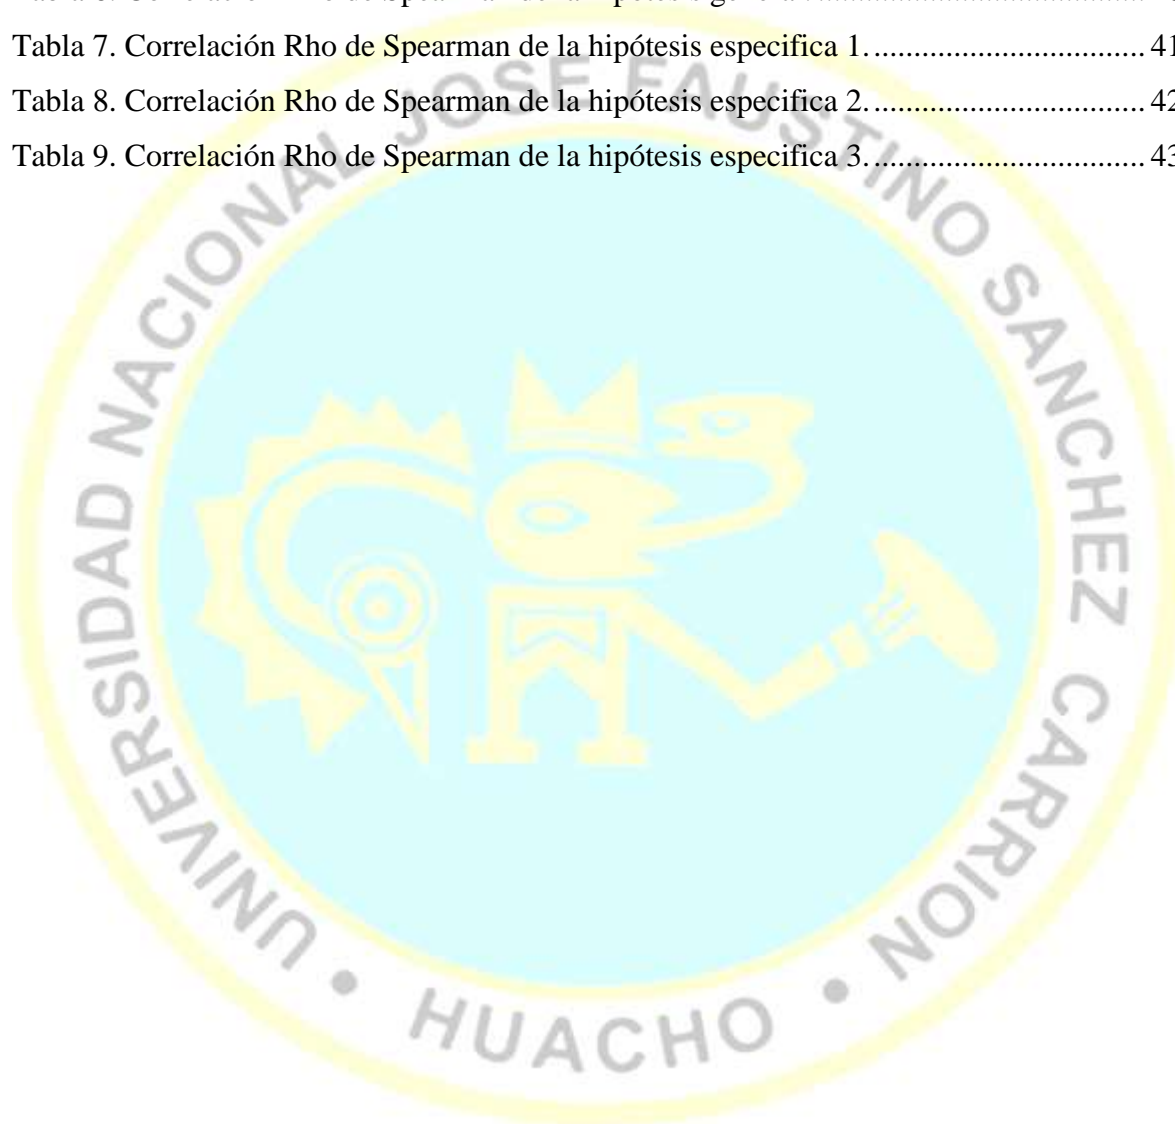 Tabla 7. Correlación Rho de Spearman de la hipótesis especifica 1. ................................. 41
Tabla 8. Correlación Rho de Spearman de la hipótesis especifica 2. ................................. 42
Tabla 9. Correlación Rho de Spearman de la hipótesis especifica 3. ................................. 43
UNIVERSIDAD NACIONAL JOSE FAUSTINO SANCHEZ CARRION • HUACHO •